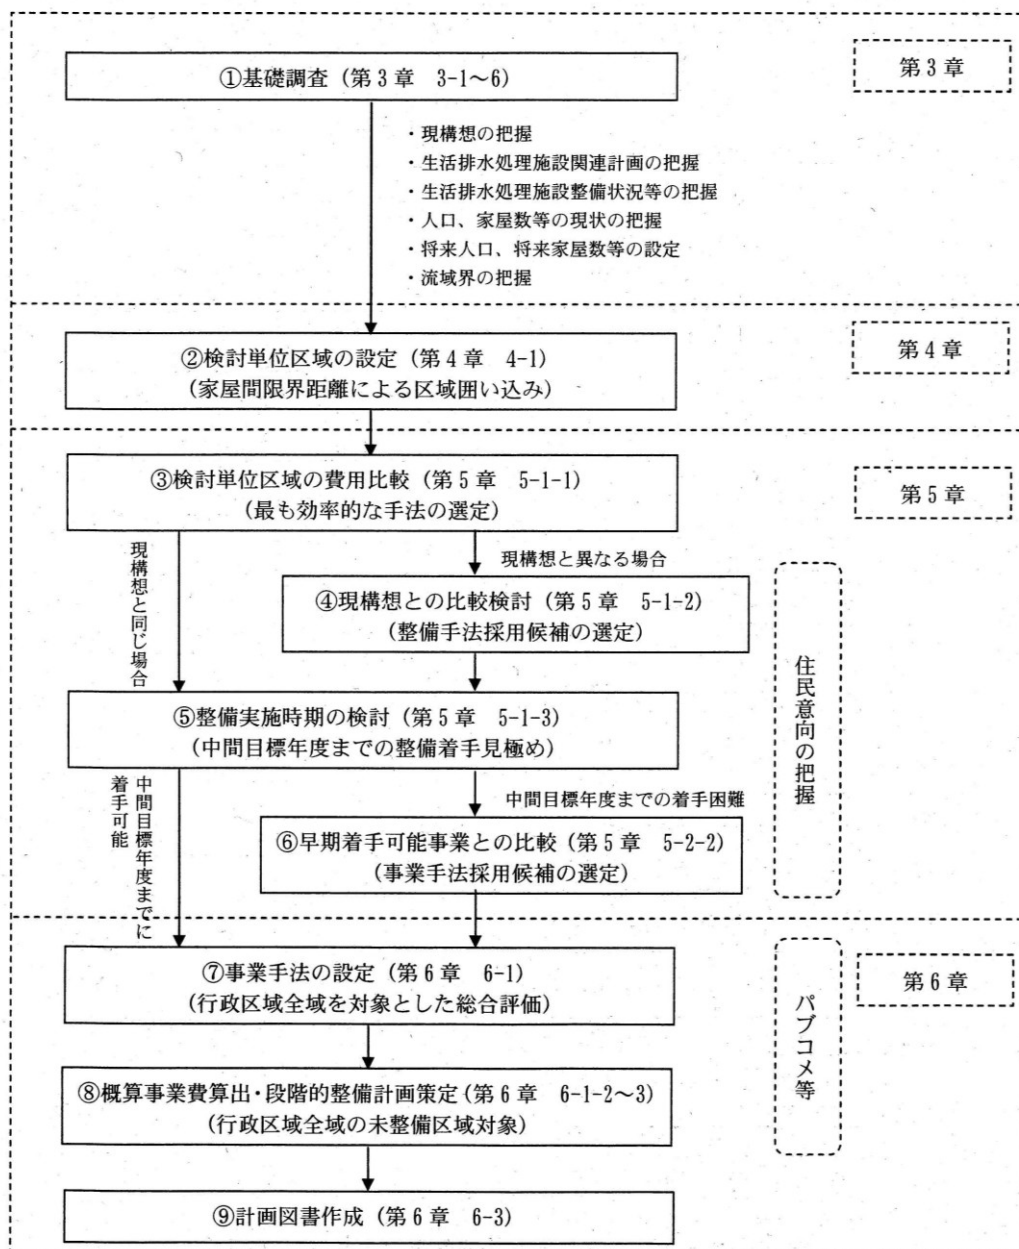 ①基礎調査（第3章　3-1～6）
第3章
・現構想の把握
・生活排水処理施設関連計画の把握
・生活排水処理施設整備状況等の把握
・人口、家屋数等の現状の把握
・将来人口、将来家屋数等の設定
・流域界の把握
②検討単位区域の設定（第4章　4-1）
（家屋間限界距離による区域囲い込み）
第4章
③検討単位区域の費用比較（第5章　5-1-1）
（最も効率的な手法の選定）
第5章
現構想と同じ場合
現構想と異なる場合
④現構想との比較検討（第5章　5-1-2）
（整備手法採用候補の選定）
住民意向の把握
⑤整備実施時期の検討（第5章　5-1-3）
（中間目標年度までの整備着手見極め）
中間目標年度までに
着手可能
中間目標年度までの着手困難
⑥早期着手可能事業との比較（第5章　5-2-2）
（事業手法採用候補の選定）
⑦事業手法の設定（第6章　6-1）
（行政区域全域を対象とした総合評価）
パブコメ等
第6章
⑧概算事業費算出・段階的整備計画策定（第6章　6-1-2～3）
（行政区域全域の未整備区域対象）
⑨計画図書作成（第6章　6-3）